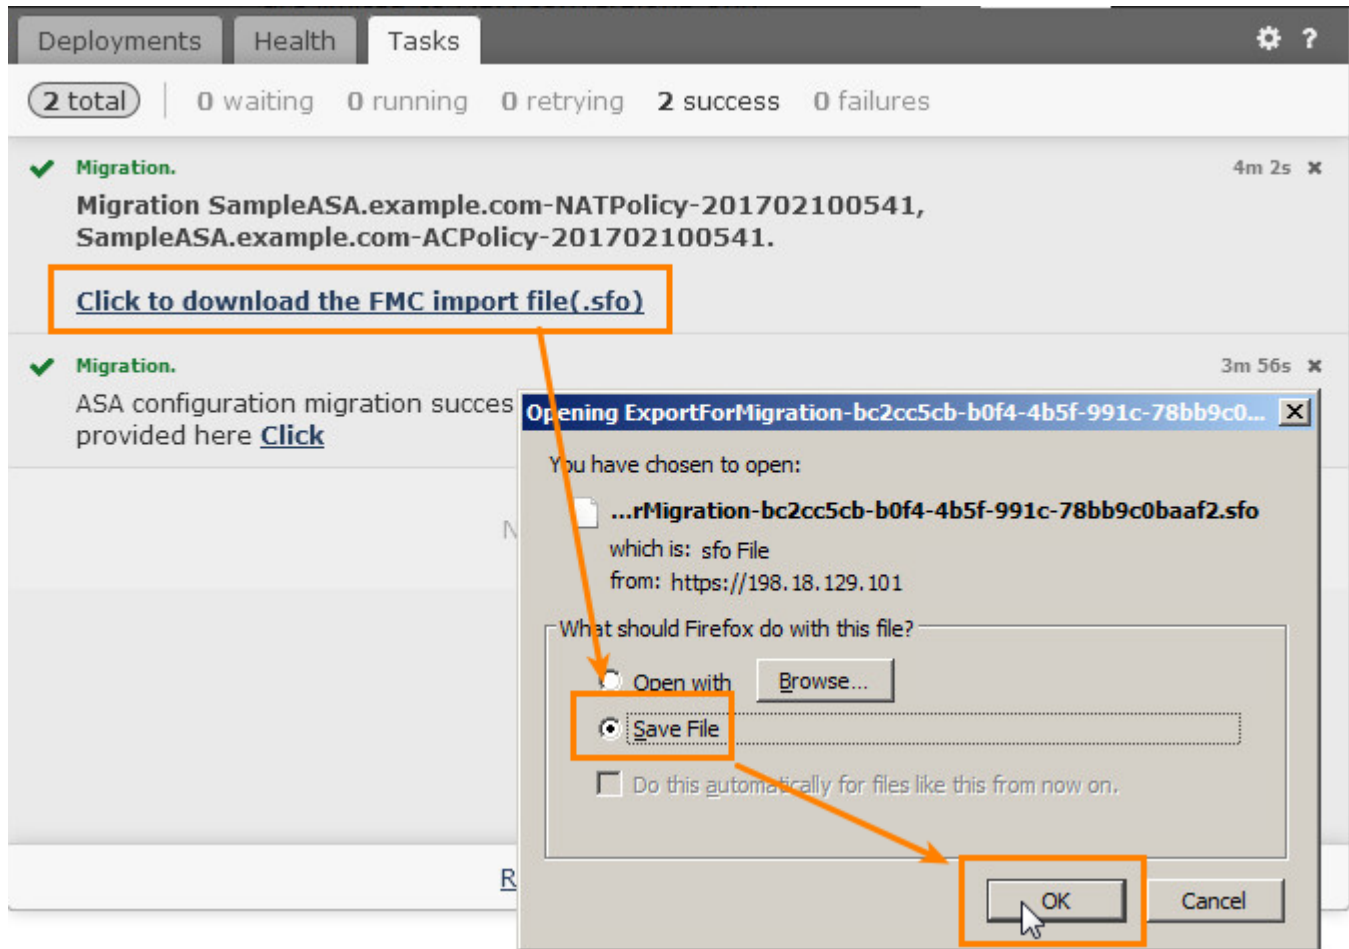 Deployments Health Tasks ?
2 total 0 waiting 0 running 0 retrying 2 success 0 failures
Migration. 4m 2s
Migration SampleASA.example.com-NATPolicy-201702100541,
SampleASA.example.com-ACPolicy-201702100541.
Click to download the FMC import file(.sfo)
Migration. 3m 56s
ASA configuration migration succes
provided here Click
N
R
Opening ExportForMigration-bc2cc5cb-b0f4-4b5f-991c-78bb9c0...
You have chosen to open:
...rMigration-bc2cc5cb-b0f4-4b5f-991c-78bb9c0baaf2.sfo
which is: sfo File
from: https://198.18.129.101
What should Firefox do with this file?
Open with Browse...
Save File
Do this automatically for files like this from now on.
OK Cancel